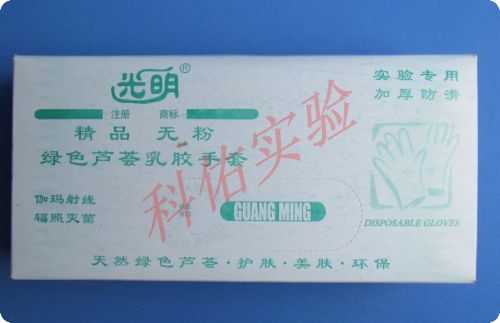 光明®
注册 商标
精品 无粉
绿色芦荟乳胶手套
伽玛射线
辐照灭菌
GUANG MING
实验专用
加厚防滑
DISPOSABLE GLOVES
天然绿色芦荟·护肤·美肤·环保
科佑实验